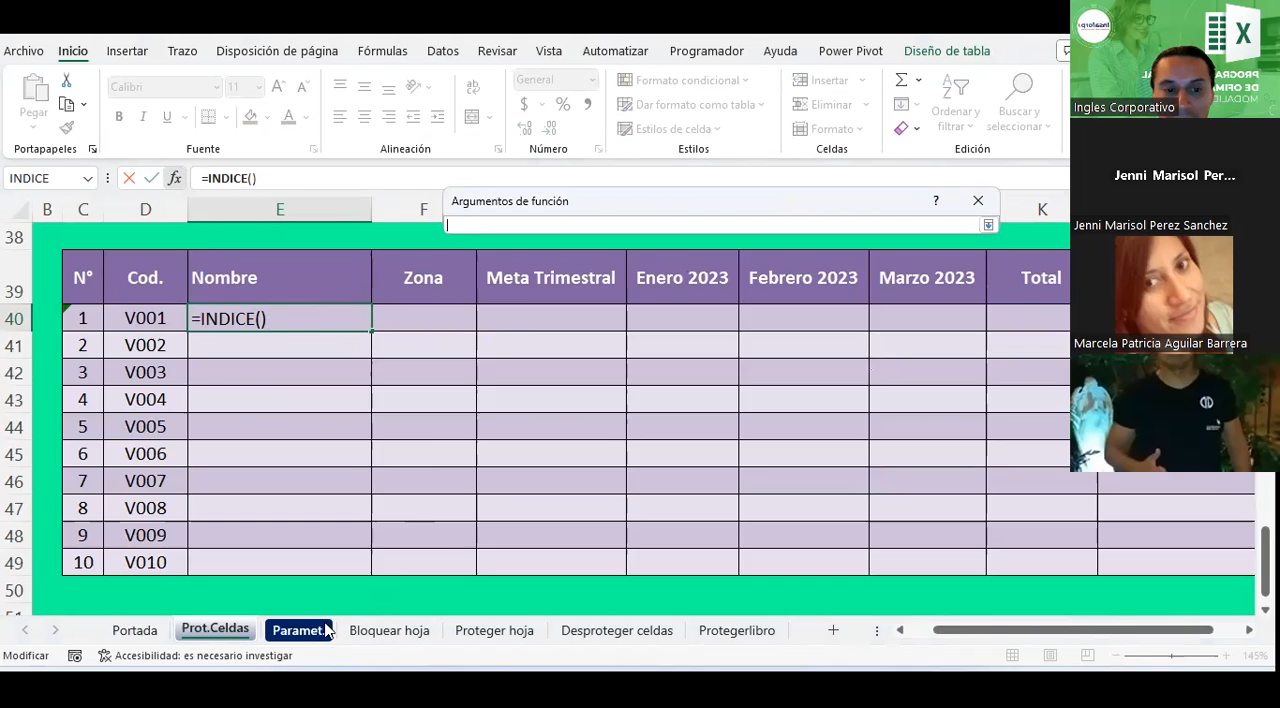 Archivo Inicio Insertar Trazo Disposición de página Fórmulas Datos Revisar Vista Automatizar Programador Ayuda Power Pivot Diseño de tabla
Pegar
Calibri 11
N K S
General
$ %
Formato condicional
Dar formato como tabla
Estilos de celda
Insertar
Eliminar
Formato
Ordenar y filtrar
Buscar y seleccionar
Portapapeles Fuente Alineación Número Estilos Celdas Edición
INDICE fx =INDICE()
Argumentos de función ?
B C D E F K
38
39 N° Cod. Nombre Zona Meta Trimestral Enero 2023 Febrero 2023 Marzo 2023 Total
40 1 V001 =INDICE()
41 2 V002
42 3 V003
43 4 V004
44 5 V005
45 6 V006
46 7 V007
47 8 V008
48 9 V009
49 10 V010
50
Portada Prot.Celdas Paramet. Bloquear hoja Proteger hoja Desproteger celdas Protegerlibro
Modificar Accesibilidad: es necesario investigar 145%
Ingles Corporativo
Jenni Marisol Per...
Jenni Marisol Perez Sanchez
Marcela Patricia Aguilar Barrera